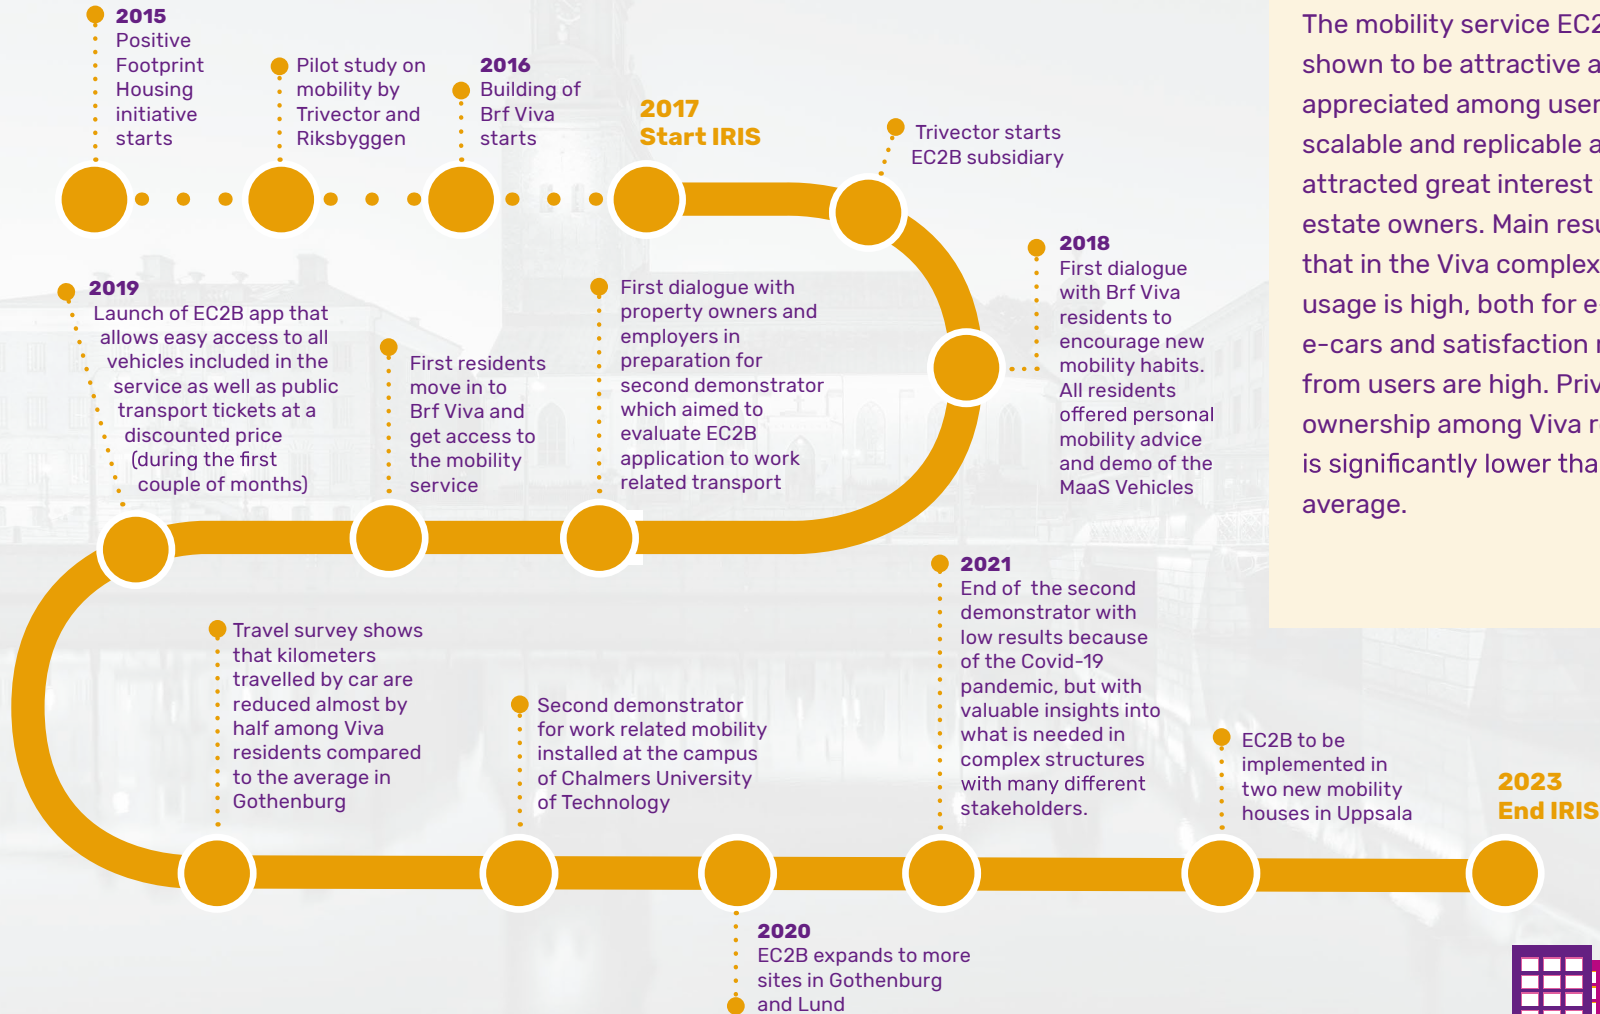 2015
Positive
Footprint
Housing
initiative
starts
Pilot study on
mobility by
Trivector and
Riksbyggen
2016
Building of
Brf Viva
starts
2017
Start IRIS
Trivector starts
EC2B subsidiary
2018
First dialogue
with Brf Viva
residents to
encourage new
mobility habits.
All residents
offered personal
mobility advice
and demo of the
MaaS Vehicles
First dialogue with
property owners and
employers in
preparation for
second demonstrator
which aimed to
evaluate EC2B
application to work
related transport
First residents
move in to
Brf Viva and
get access to
the mobility
service
2019
Launch of EC2B app that
allows easy access to all
vehicles included in the
service as well as public
transport tickets at a
discounted price
(during the first
couple of months)
Travel survey shows
that kilometers
travelled by car are
reduced almost by
half among Viva
residents compared
to the average in
Gothenburg
Second demonstrator
for work related mobility
installed at the campus
of Chalmers University
of Technology
2020
EC2B expands to more
sites in Gothenburg
and Lund
2021
End of the second
demonstrator with
low results because
of the Covid-19
pandemic, but with
valuable insights into
what is needed in
complex structures
with many different
stakeholders.
EC2B to be
implemented in
two new mobility
houses in Uppsala
2023
End IRIS
The mobility service
shown to be attractive
appreciated among
scalable and replicable
attracted great interest
estate owners. Main
that in the Viva complex
usage is high, both for
e-cars and satisfaction
from users are high.
ownership among Viva
is significantly lower
average.